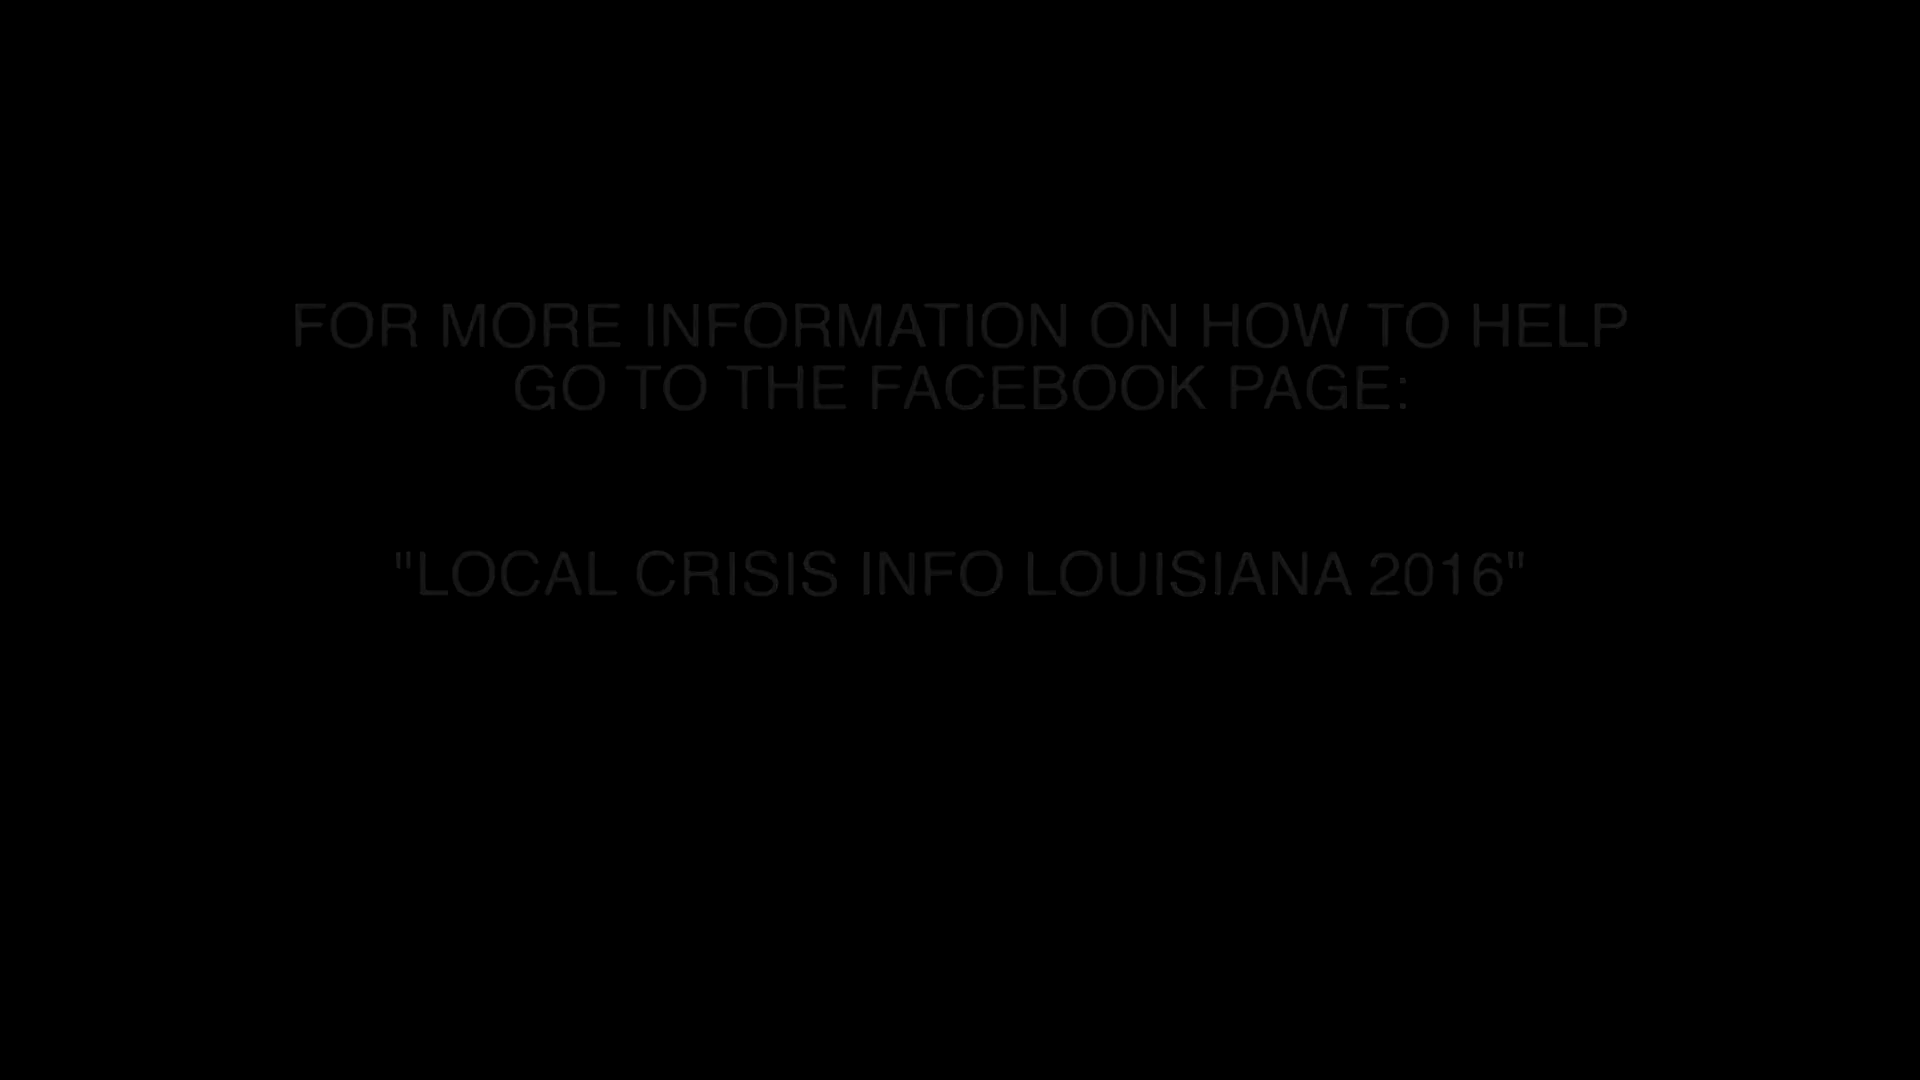 FOR MORE INFORMATION ON HOW TO HELP
GO TO THE FACEBOOK PAGE:
"LOCAL CRISIS INFO LOUISIANA 2016"